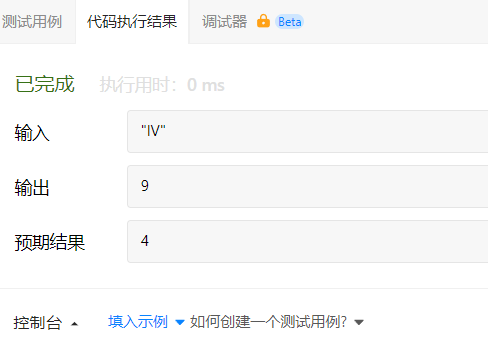 测试用例 代码执行结果 调试器 Beta
已完成 执行用时：0 ms
输入 "IV"
输出 9
预期结果 4
控制台 填入示例 如何创建一个测试用例?